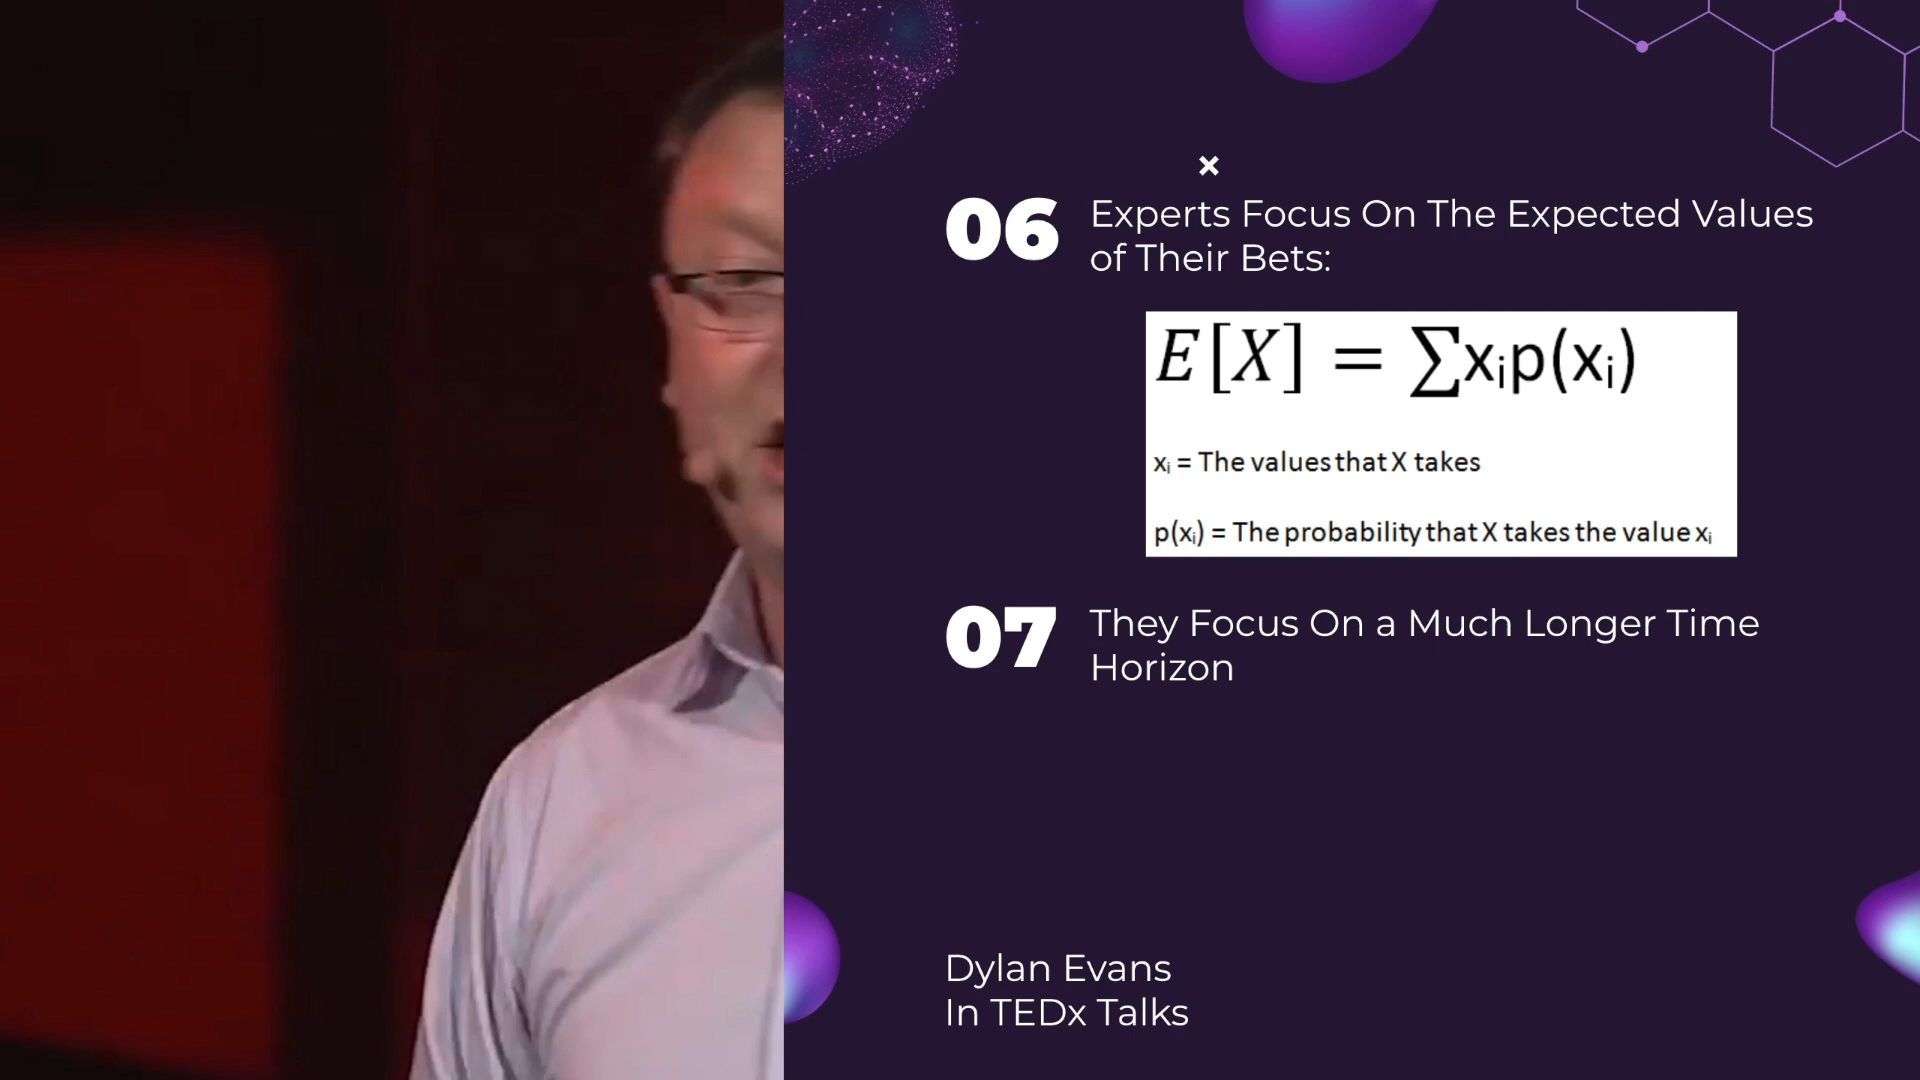 06 Experts Focus On The Expected Values
of Their Bets:
E[X] = ∑xᵢp(xᵢ)
xᵢ = The values that X takes
p(xᵢ) = The probability that X takes the value xᵢ
07 They Focus On a Much Longer Time
Horizon
Dylan Evans
In TEDx Talks